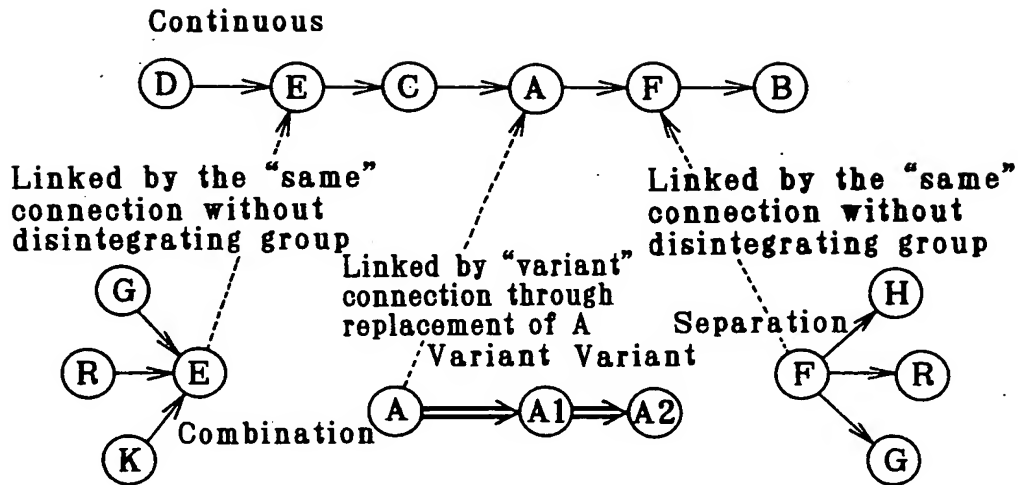 Continuous
D E C A F B
Linked by the “same”
connection without
disintegrating group
Linked by the “same”
connection without
disintegrating group
Linked by “variant”
connection through
replacement of A
G
R E
K
Combination
Variant Variant
A A1 A2
Separation
H
F R
G